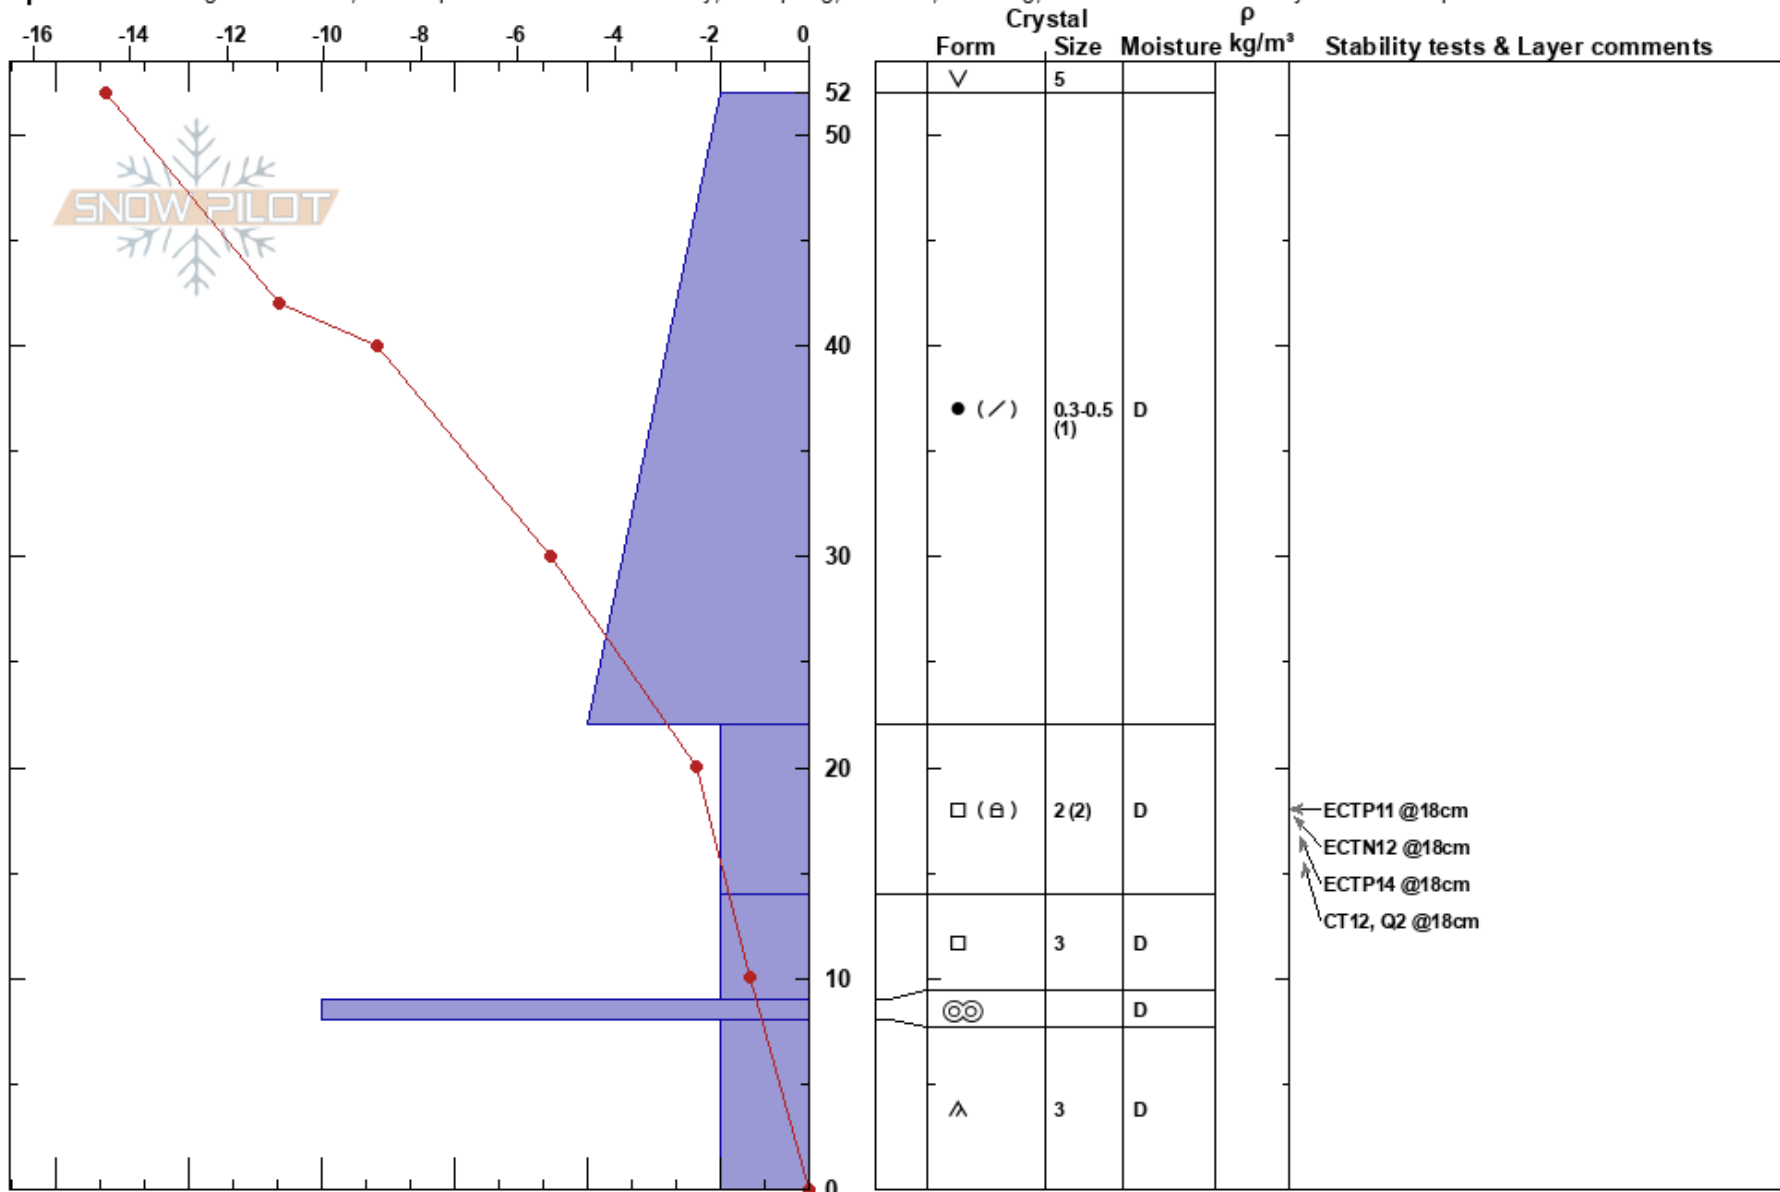 Crystal ρ
-16 -14 -12 -10 -8 -6 -4 -2 0 Form Size Moisture kg/m³ Stability tests & Layer comments
5
52
50
SNOW PILOT
40
● (∕) 0.3-0.5 D
(1)
30
20
□ 2 (2) D ECTP11 @18cm
ECTN12 @18cm
ECTP14 @18cm
CT12, Q2 @18cm
□ 3 D
10
D
3 D
0